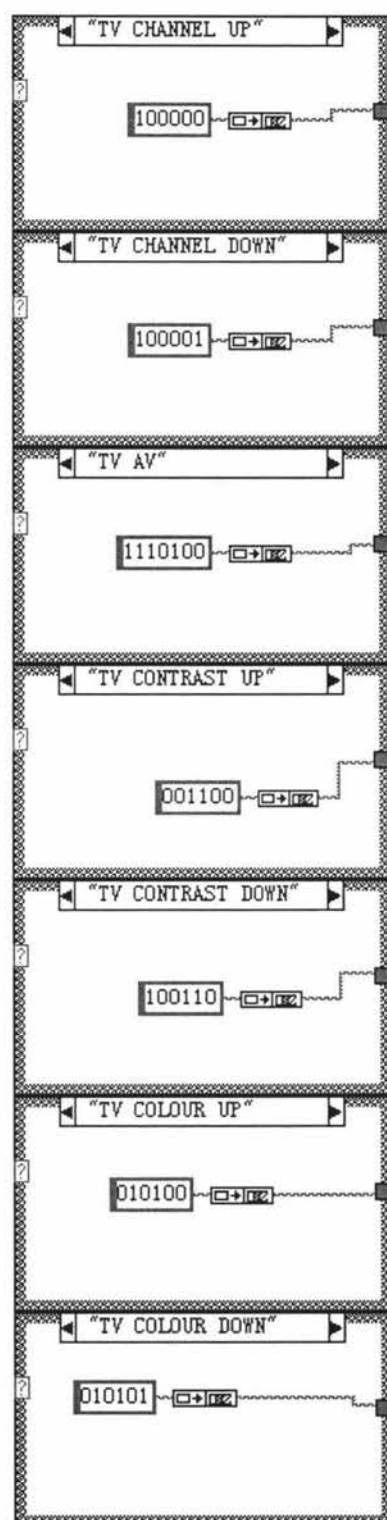 "TV CHANNEL UP"
?
100000
"TV CHANNEL DOWN"
?
100001
"TV AV"
?
1110100
"TV CONTRAST UP"
?
001100
"TV CONTRAST DOWN"
?
100110
"TV COLOUR UP"
?
010100
"TV COLOUR DOWN"
?
010101